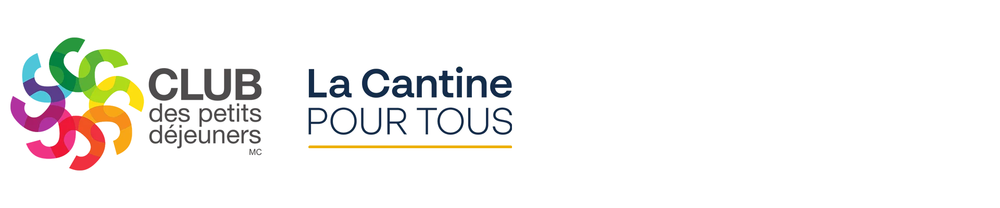 CLUB
des petits
déjeuners
MC
La Cantine
POUR TOUS